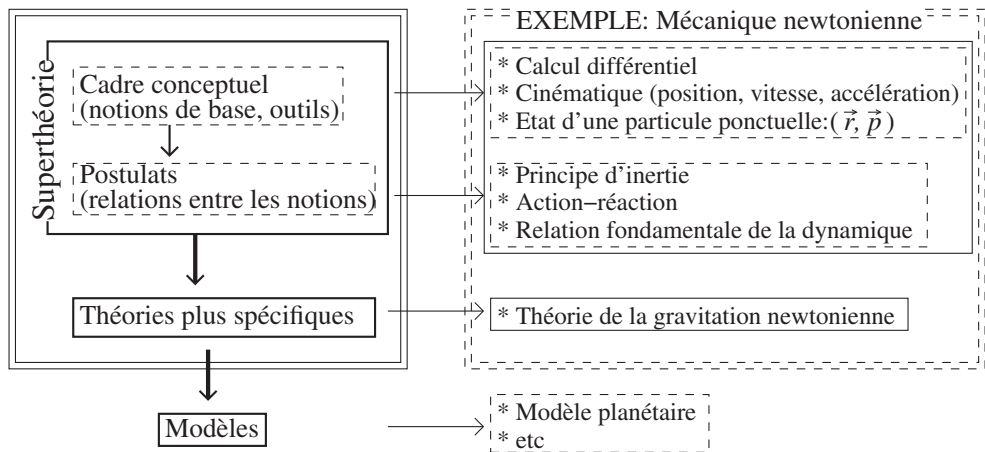 Superthéorie
Cadre conceptuel
(notions de base, outils)
Postulats
(relations entre les notions)
Théories plus spécifiques
Modèles
EXEMPLE: Mécanique newtonienne
* Calcul différentiel
* Cinématique (position, vitesse, accélération)
* Etat d'une particule ponctuelle:(r⃗, p⃗)
* Principe d'inertie
* Action−réaction
* Relation fondamentale de la dynamique
* Théorie de la gravitation newtonienne
* Modèle planétaire
* etc